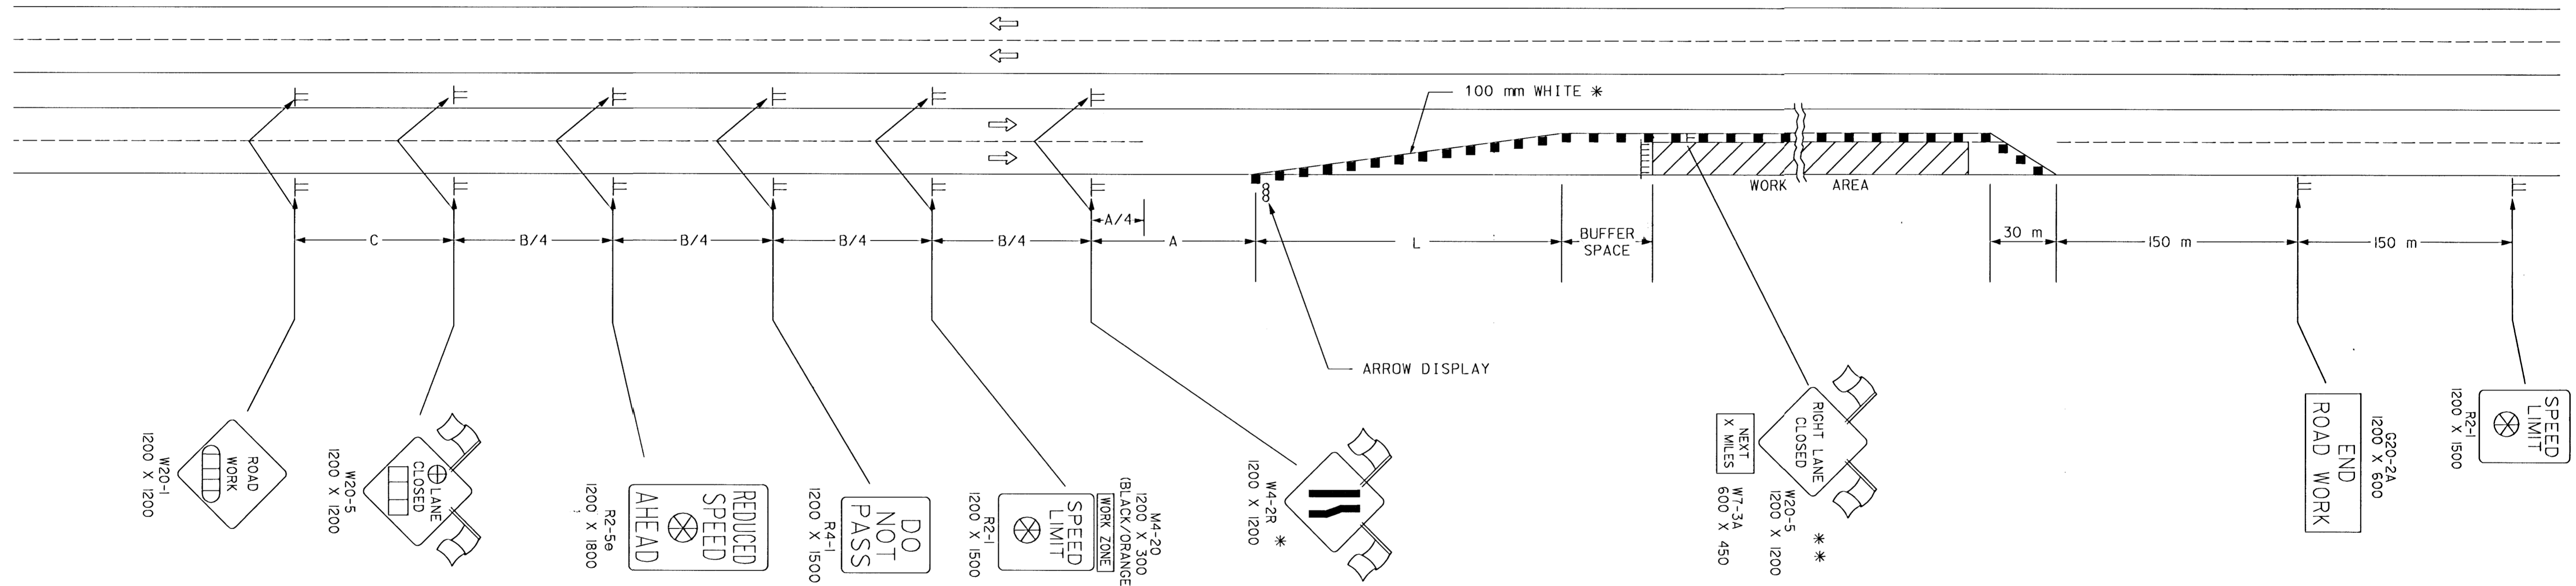 100 mm WHITE *
WORK AREA
A/4
C
B/4
B/4
B/4
B/4
A
L
BUFFER
SPACE
30 m
150 m
150 m
ARROW DISPLAY
ROAD
WORK
W20-1
1200 X 1200
LANE
CLOSED
W20-5
1200 X 1200
REDUCED
SPEED
AHEAD
R2-5e
1200 X 1800
DO
NOT
PASS
R4-1
1200 X 1500
M4-20
1200 X 300
(BLACK/ORANGE
WORK ZONE
SPEED
LIMIT
R2-1
1200 X 1500
W4-2R *
1200 X 1200
RIGHT LANE
CLOSED
NEXT
X MILES
W20-5 * *
1200 X 1200
W7-3A
600 X 450
END
ROAD WORK
G20-2A
1200 X 600
SPEED
LIMIT
R2-1
1200 X 1500